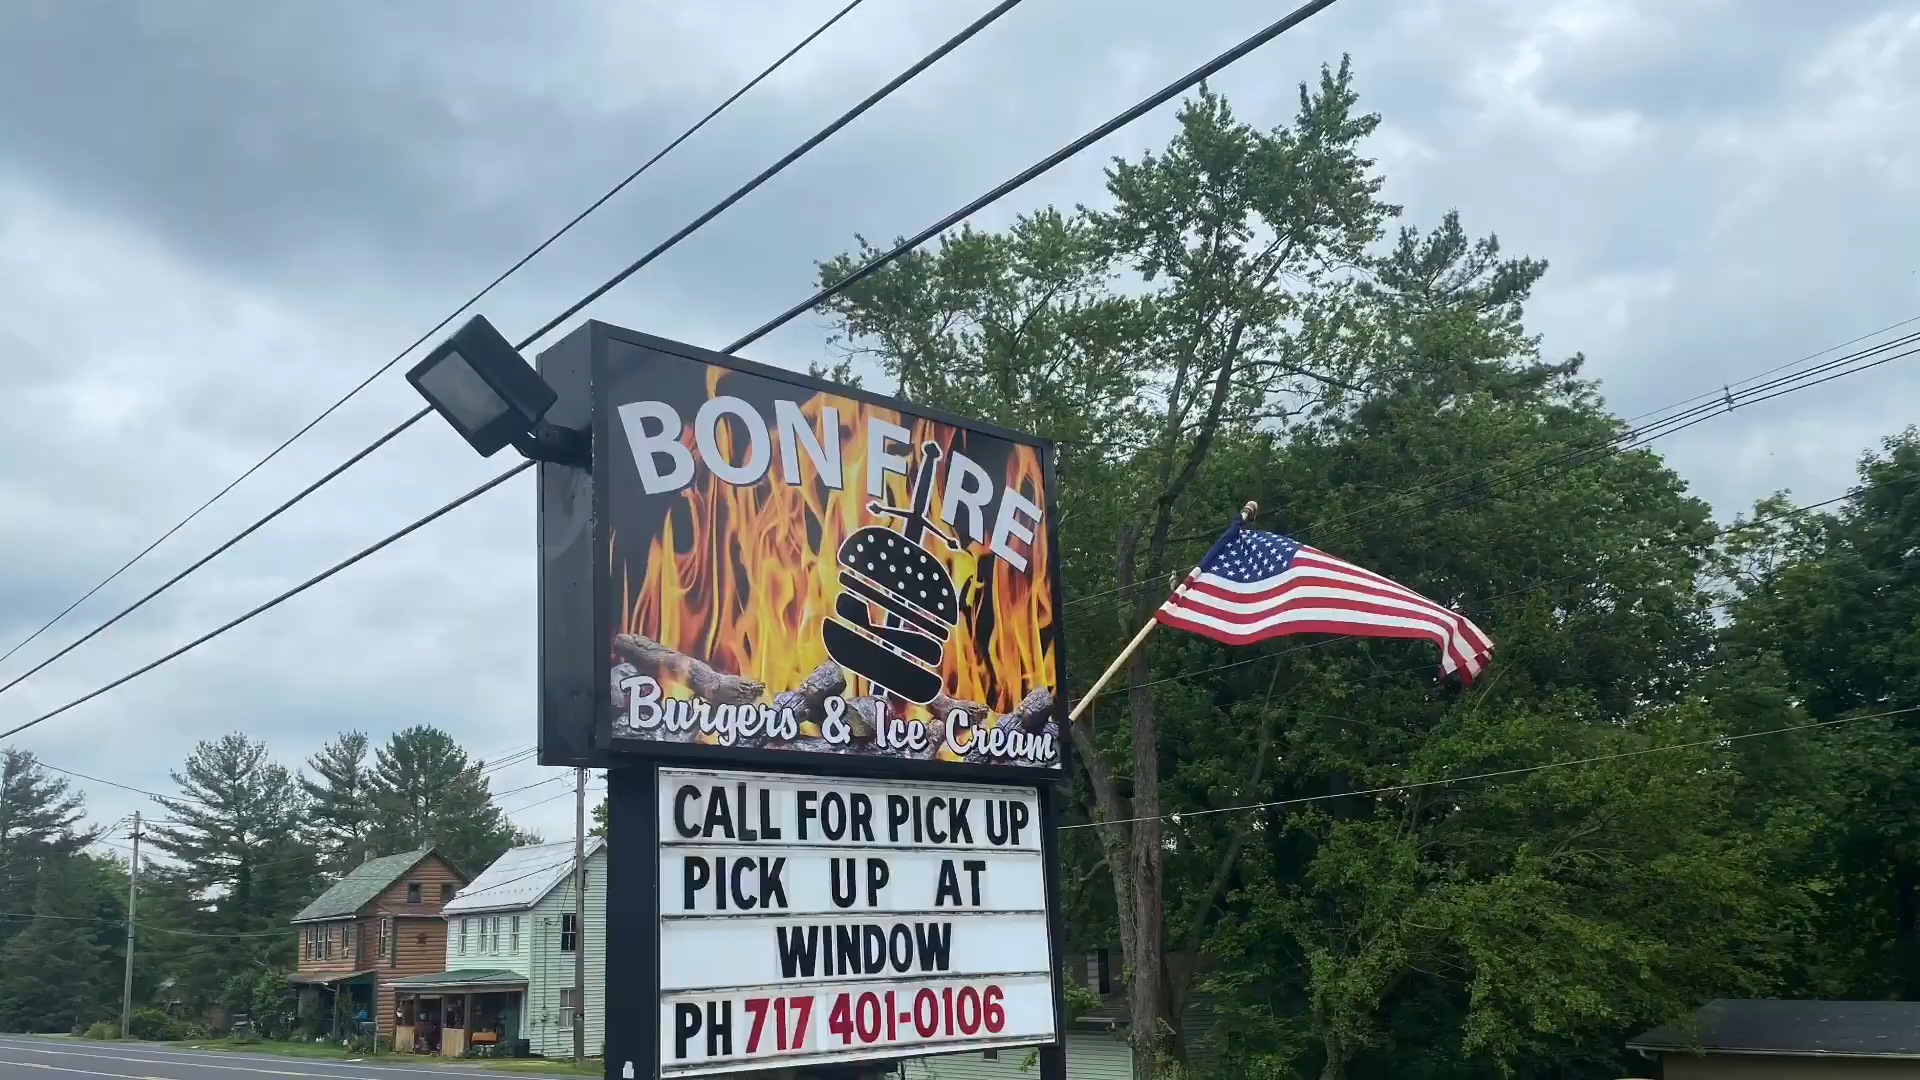 BONFIRE
Burgers & Ice Cream
CALL FOR PICK UP
PICK UP AT
WINDOW
PH 717 401-0106